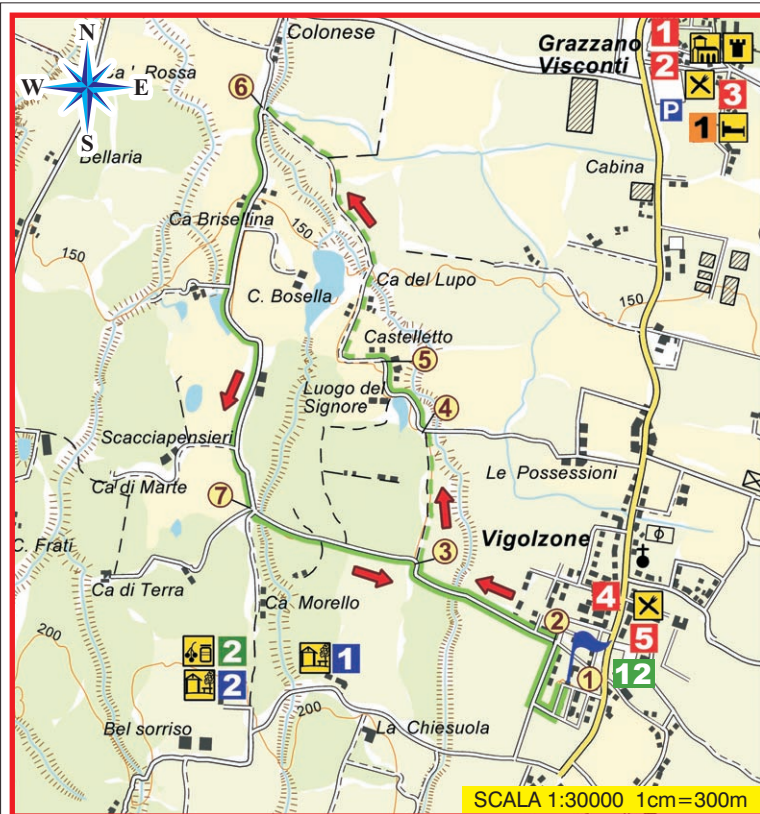 N
W E
S
Colonese
Ca' Rossa
Grazzano
Visconti
1
2
3
P
1
6
Bellaria
Cabina
Ca Brisellina
150
150
C. Bosella
Ca del Lupo
150
Castelletto
5
Luogo del
Signore
4
Scacciapensieri
Le Possessioni
Ca di Marte
7
Vigolzone
C. Frati
3
Ca di Terra
Ca Morello
4
2
5
200
1
12
2
2
1
200
Bel sorriso
La Chiesuola
SCALA 1:30000 1cm=300m